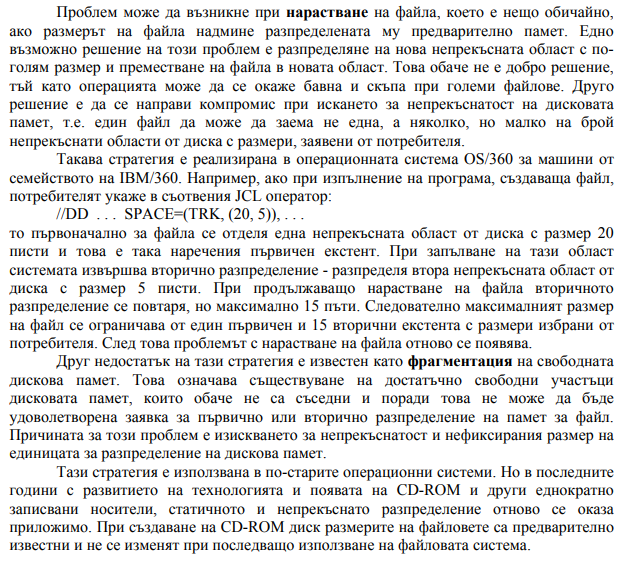 Проблем може да възникне при нарастване на файла, което е нещо обичайно,
ако размерът на файла надмине разпределената му предварително памет. Едно
възможно решение на този проблем е разпределяне на нова непрекъсната област с по-
голям размер и преместване на файла в новата област. Това обаче не е добро решение,
тъй като операцията може да се окаже бавна и скъпа при големи файлове. Друго
решение е да се направи компромис при искането за непрекъснатост на дисковата
памет, т.е. един файл да може да заема не една, а няколко, но малко на брой
непрекъснати области от диска с размери, заявени от потребителя.
Такава стратегия е реализирана в операционната система OS/360 за машини от
семейството на IBM/360. Например, ако при изпълнение на програма, създаваща файл,
потребителят укаже в съотвения JCL оператор:
//DD . . . SPACE=(TRK, (20, 5)), . . .
то първоначално за файла се отделя една непрекъсната област от диска с размер 20
писти и това е така наречения първичен екстент. При запълване на тази област
системата извършва вторично разпределение - разпределя втора непрекъсната област от
диска с размер 5 писти. При продължаващо нарастване на файла вторичното
разпределение се повтаря, но максимално 15 пъти. Следователно максималният размер
на файл се ограничава от един първичен и 15 вторични екстента с размери избрани от
потребителя. След това проблемът с нарастване на файла отново се появява.
Друг недостатък на тази стратегия е известен като фрагментация на свободната
дискова памет. Това означава съществуване на достатъчно свободни участъци
дисковата памет, които обаче не са съседни и поради това не може да бъде
удоволетворена заявка за първично или вторично разпределение на памет за файл.
Причината за този проблем е изискването за непрекъснатост и нефиксирания размер на
единицата за разпределение на дискова памет.
Тази стратегия е използвана в по-старите операционни системи. Но в последните
години с развитието на технологията и появата на CD-ROM и други еднократно
записвани носители, статичното и непрекъснато разпределение отново се оказа
приложимо. При създаване на CD-ROM диск размерите на файловете са предварително
известни и не се изменят при последващо използване на файловата система.